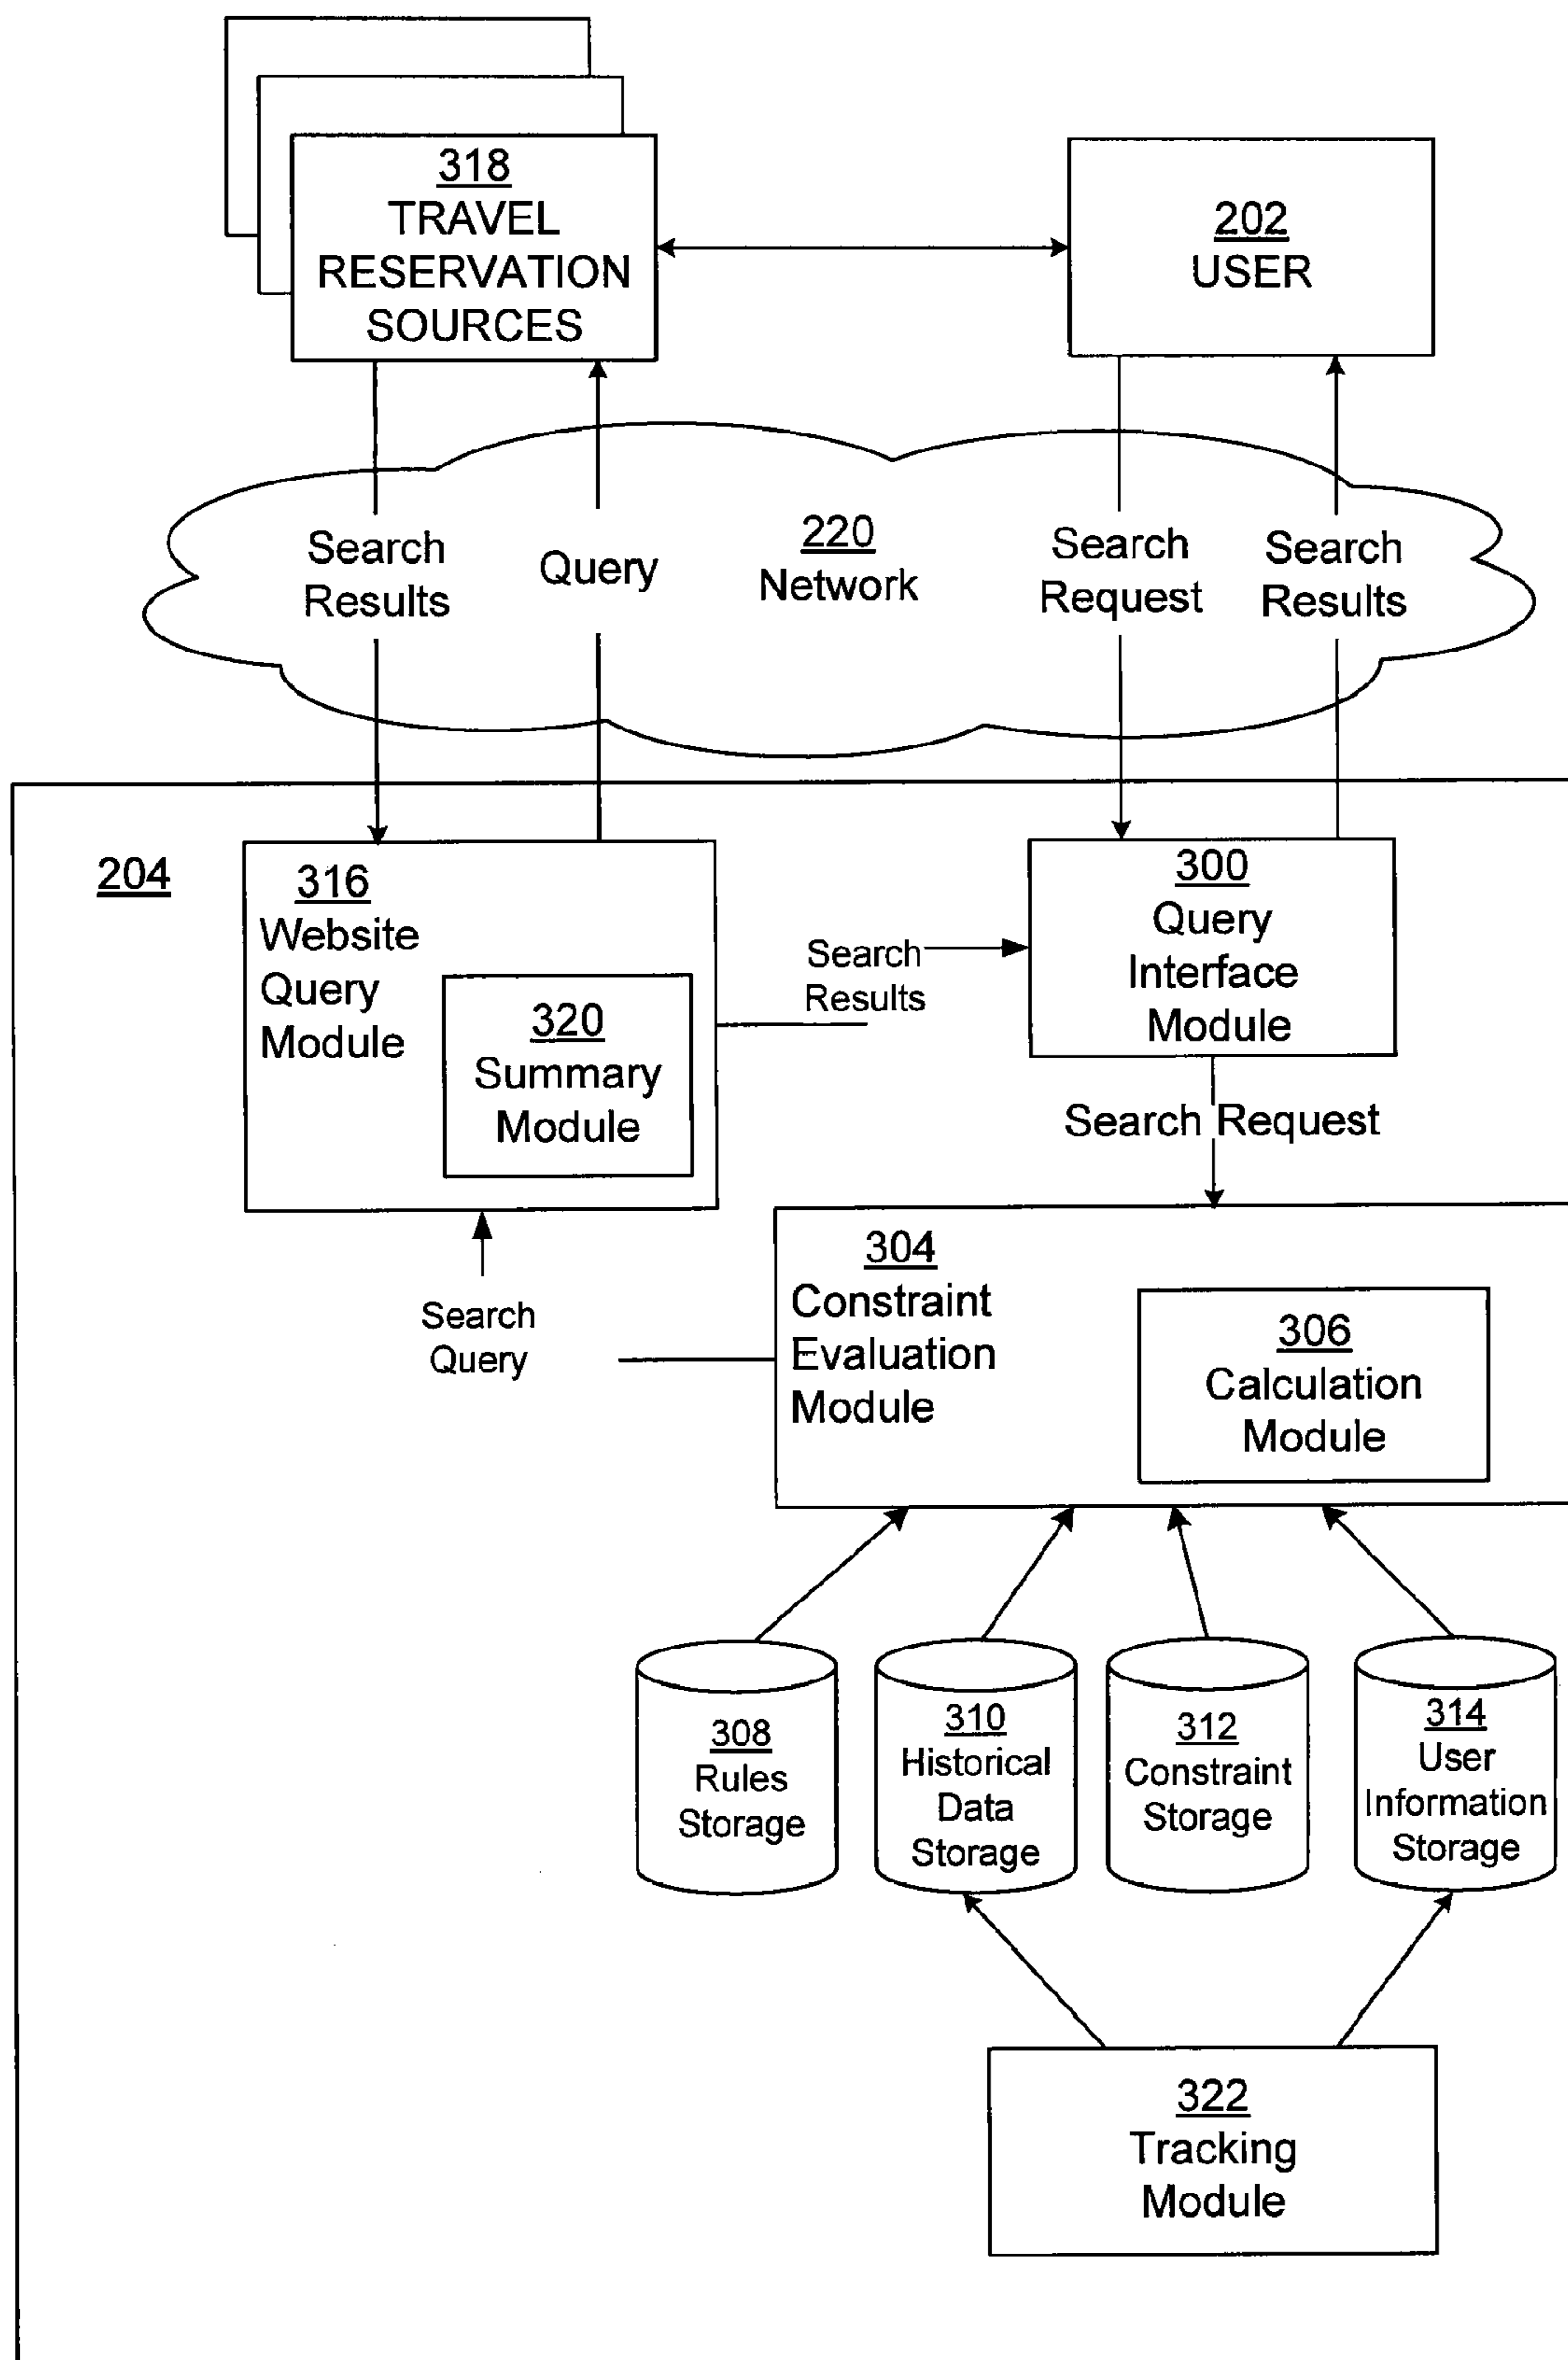 318
TRAVEL
RESERVATION
SOURCES
202
USER
Search
Results
Query
220
Network
Search
Request
Search
Results
204
316
Website
Query
Module
320
Summary
Module
Search
Results
300
Query
Interface
Module
Search Request
304
Constraint
Evaluation
Module
306
Calculation
Module
Search
Query
308
Rules
Storage
310
Historical
Data
Storage
312
Constraint
Storage
314
User
Information
Storage
322
Tracking
Module